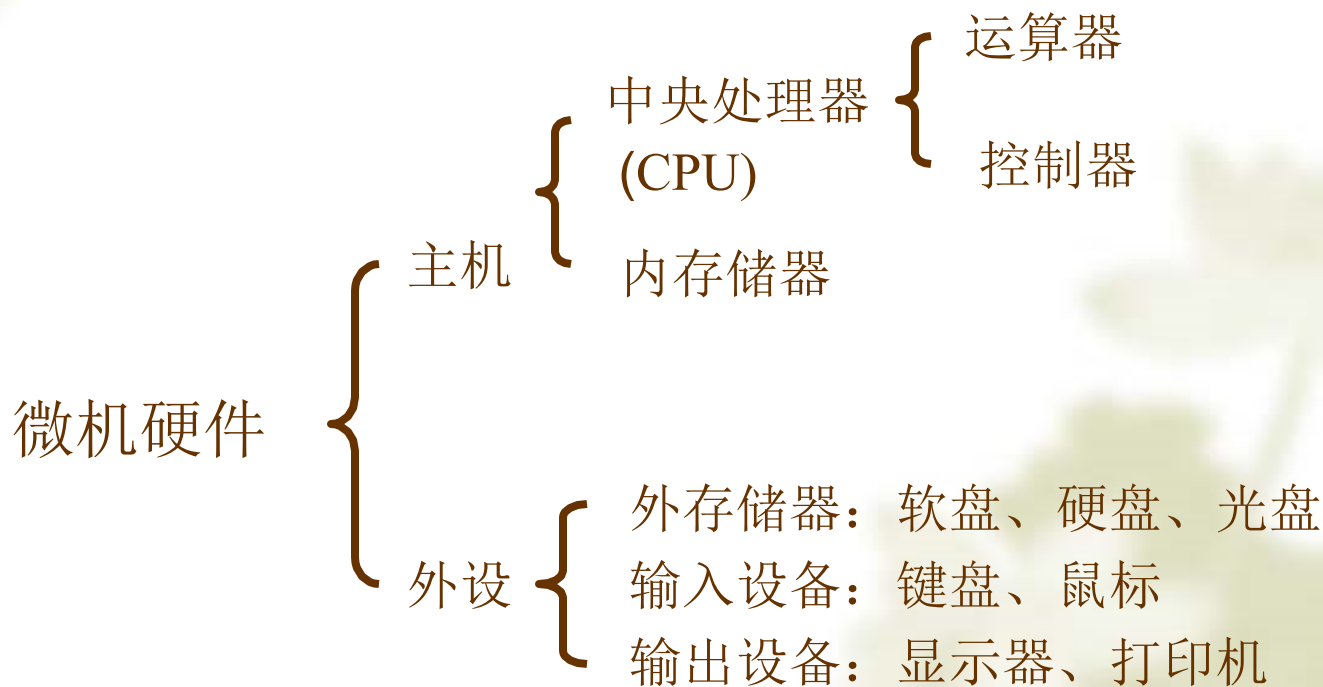 运算器
中央处理器
(CPU)
控制器
主机
内存储器
微机硬件
外存储器：软盘、硬盘、光盘
外设
输入设备：键盘、鼠标
输出设备：显示器、打印机